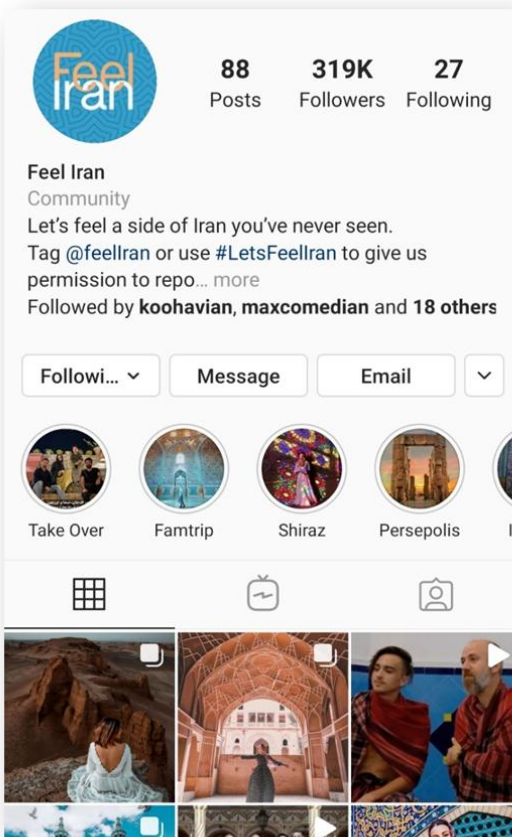 Feel
Iran
88
319K
27
Posts
Followers
Following
Feel Iran
Community
Let's feel a side of Iran you've never seen.
Tag @feelIran or use #LetsFeelIran to give us
permission to repo... more
Followed by koohavian, maxcomedian and 18 others
Followi...
Message
Email
Take Over
Famtrip
Shiraz
Persepolis